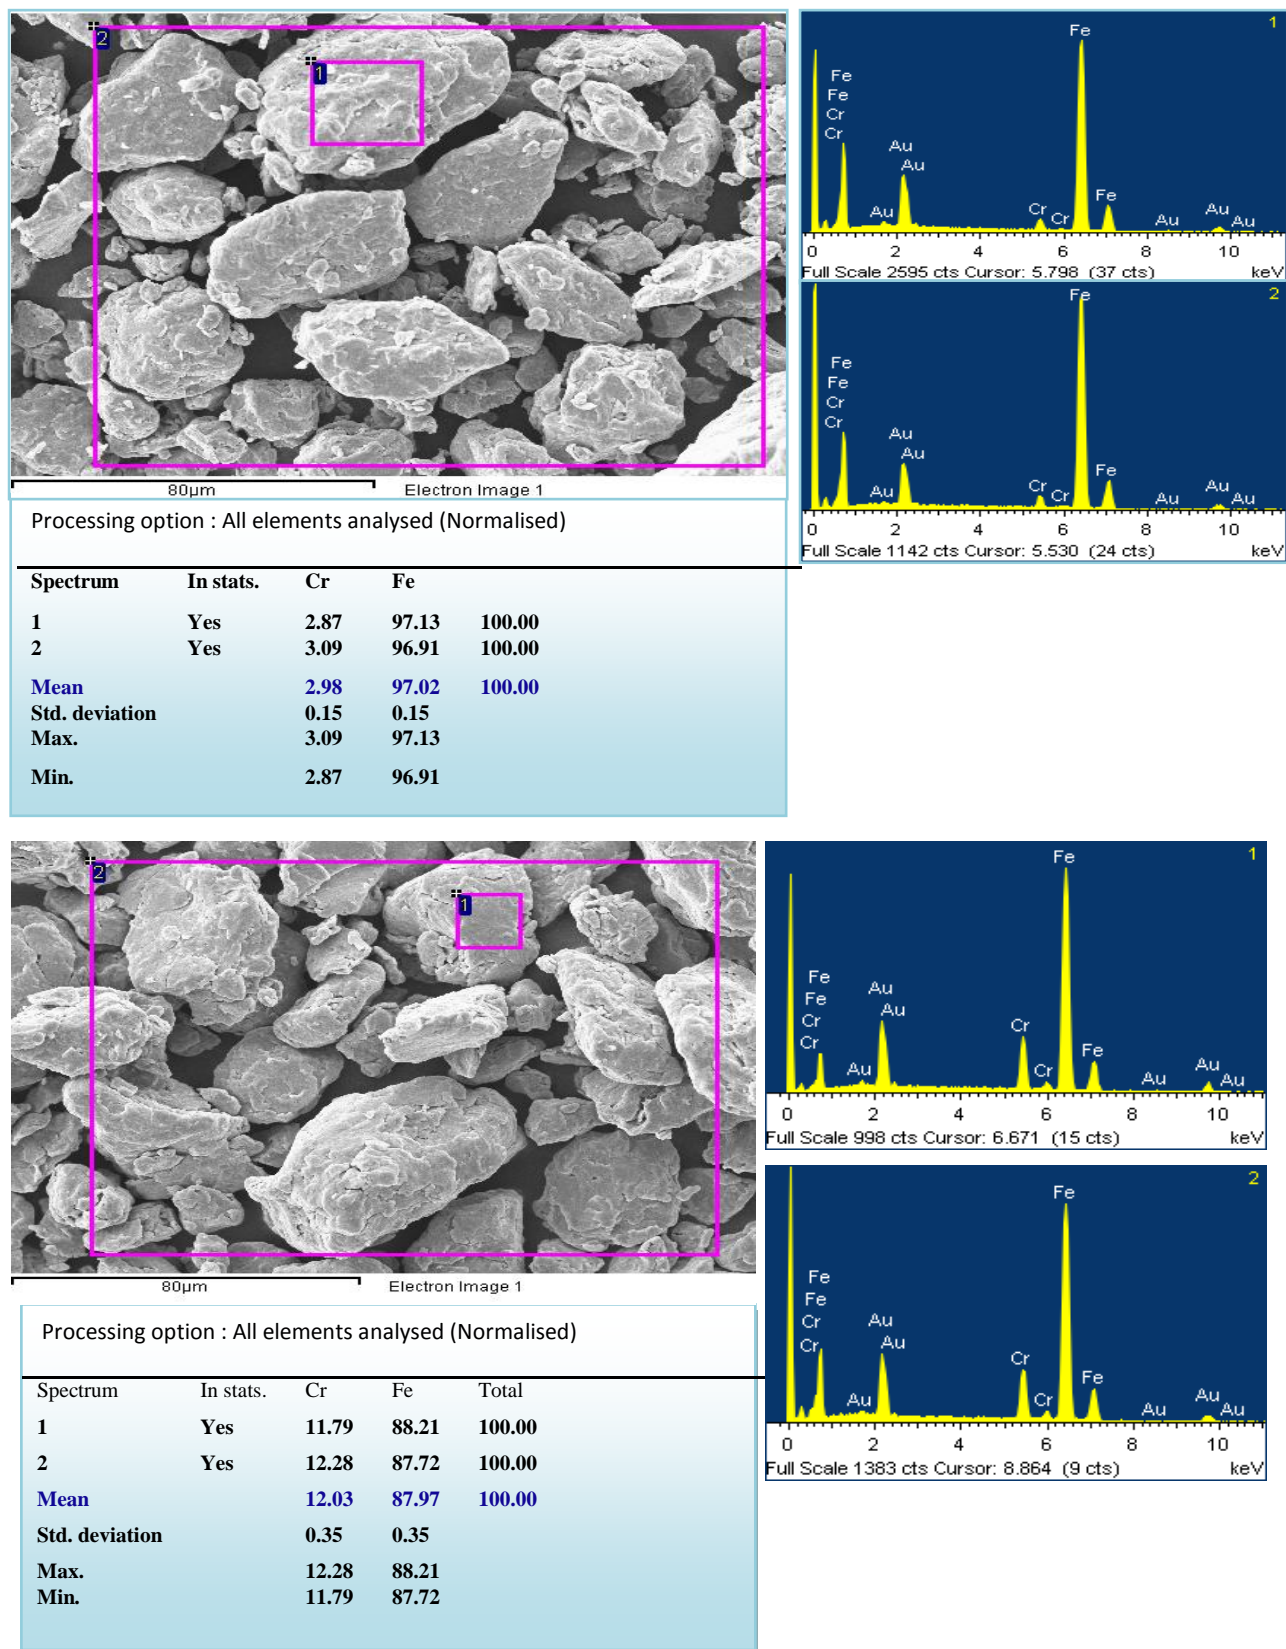 2
1
80µm Electron Image 1
1
Fe
Fe
Fe
Cr
Cr
Au
Au
Au
Cr
Cr
Fe
Au
Au
Au
0 2 4 6 8 10
Full Scale 2595 cts Cursor: 5.798 (37 cts) keV
2
Fe
Fe
Fe
Cr
Cr
Au
Au
Au
Cr
Cr
Fe
Au
Au
Au
0 2 4 6 8 10
Full Scale 1142 cts Cursor: 5.530 (24 cts) keV
Processing option : All elements analysed (Normalised)
Spectrum In stats. Cr Fe
1 Yes 2.87 97.13 100.00
2 Yes 3.09 96.91 100.00
Mean 2.98 97.02 100.00
Std. deviation 0.15 0.15
Max. 3.09 97.13
Min. 2.87 96.91
2
1
80µm Electron Image 1
1
Fe
Fe
Fe
Cr
Cr
Au
Au
Au
Cr
Cr
Fe
Au
Au
Au
0 2 4 6 8 10
Full Scale 998 cts Cursor: 6.671 (15 cts) keV
2
Fe
Fe
Fe
Cr
Cr
Au
Au
Au
Cr
Cr
Fe
Au
Au
Au
0 2 4 6 8 10
Full Scale 1383 cts Cursor: 8.864 (9 cts) keV
Processing option : All elements analysed (Normalised)
Spectrum In stats. Cr Fe Total
1 Yes 11.79 88.21 100.00
2 Yes 12.28 87.72 100.00
Mean 12.03 87.97 100.00
Std. deviation 0.35 0.35
Max. 12.28 88.21
Min. 11.79 87.72